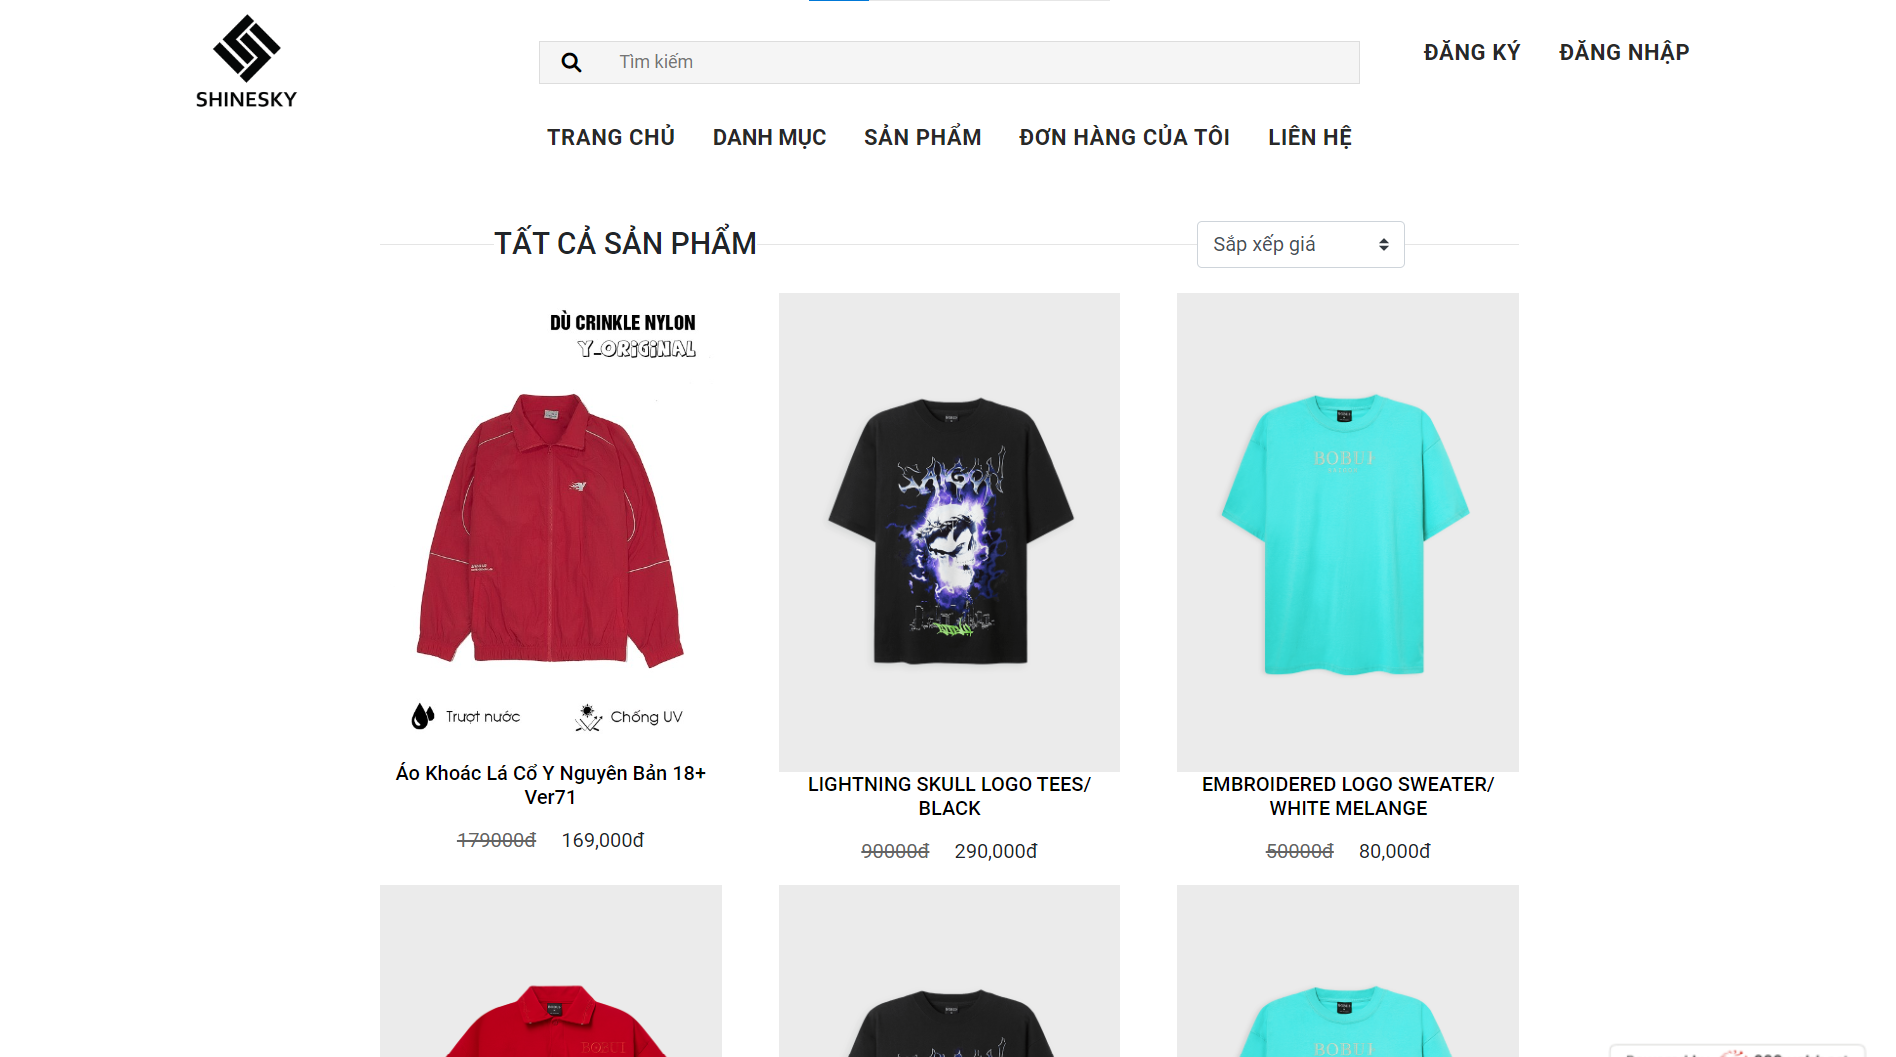 SHINESKY
Tìm kiếm
ĐĂNG KÝ ĐĂNG NHẬP
TRANG CHỦ DANH MỤC SẢN PHẨM ĐƠN HÀNG CỦA TÔI LIÊN HỆ
TẤT CẢ SẢN PHẨM
Sắp xếp giá
DÙ CRINKLE NYLON
Y_ORiGiNAL
SAIGON
BOBUI
Trượt nước
Chống UV
Áo Khoác Lá Cổ Y Nguyên Bản 18+
Ver71
179000đ 169,000đ
LIGHTNING SKULL LOGO TEES/
BLACK
90000đ 290,000đ
EMBROIDERED LOGO SWEATER/
WHITE MELANGE
50000đ 80,000đ
BOBUI
BOBUI